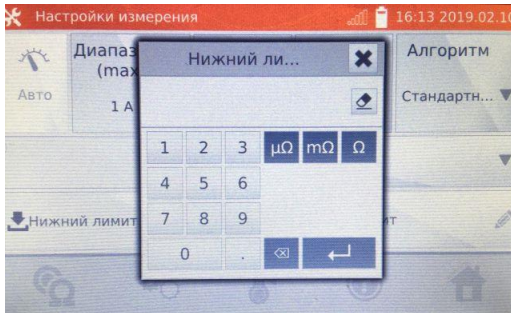 Настройки измерения 16:13 2019.02.10
Диапаз
(max
1 А
Авто
Нижний ли...
Алгоритм
Стандартн...
1 2 3 µΩ mΩ Ω
4 5 6
7 8 9
0 .
Нижний лимит
ит